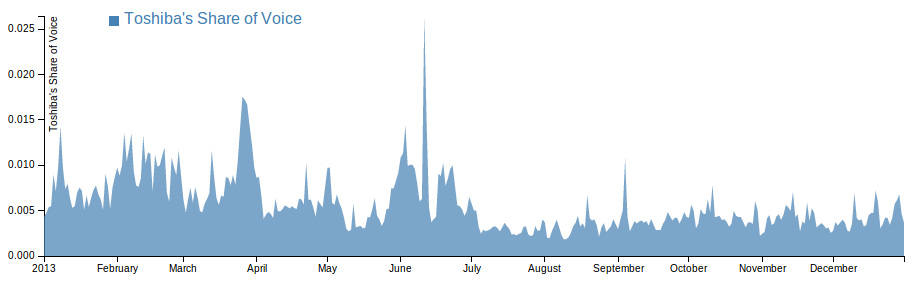 Toshiba's Share of Voice
Toshiba's Share of Voice
0.025
0.020
0.015
0.010
0.005
0.000
2013 February March April May June July August September October November December